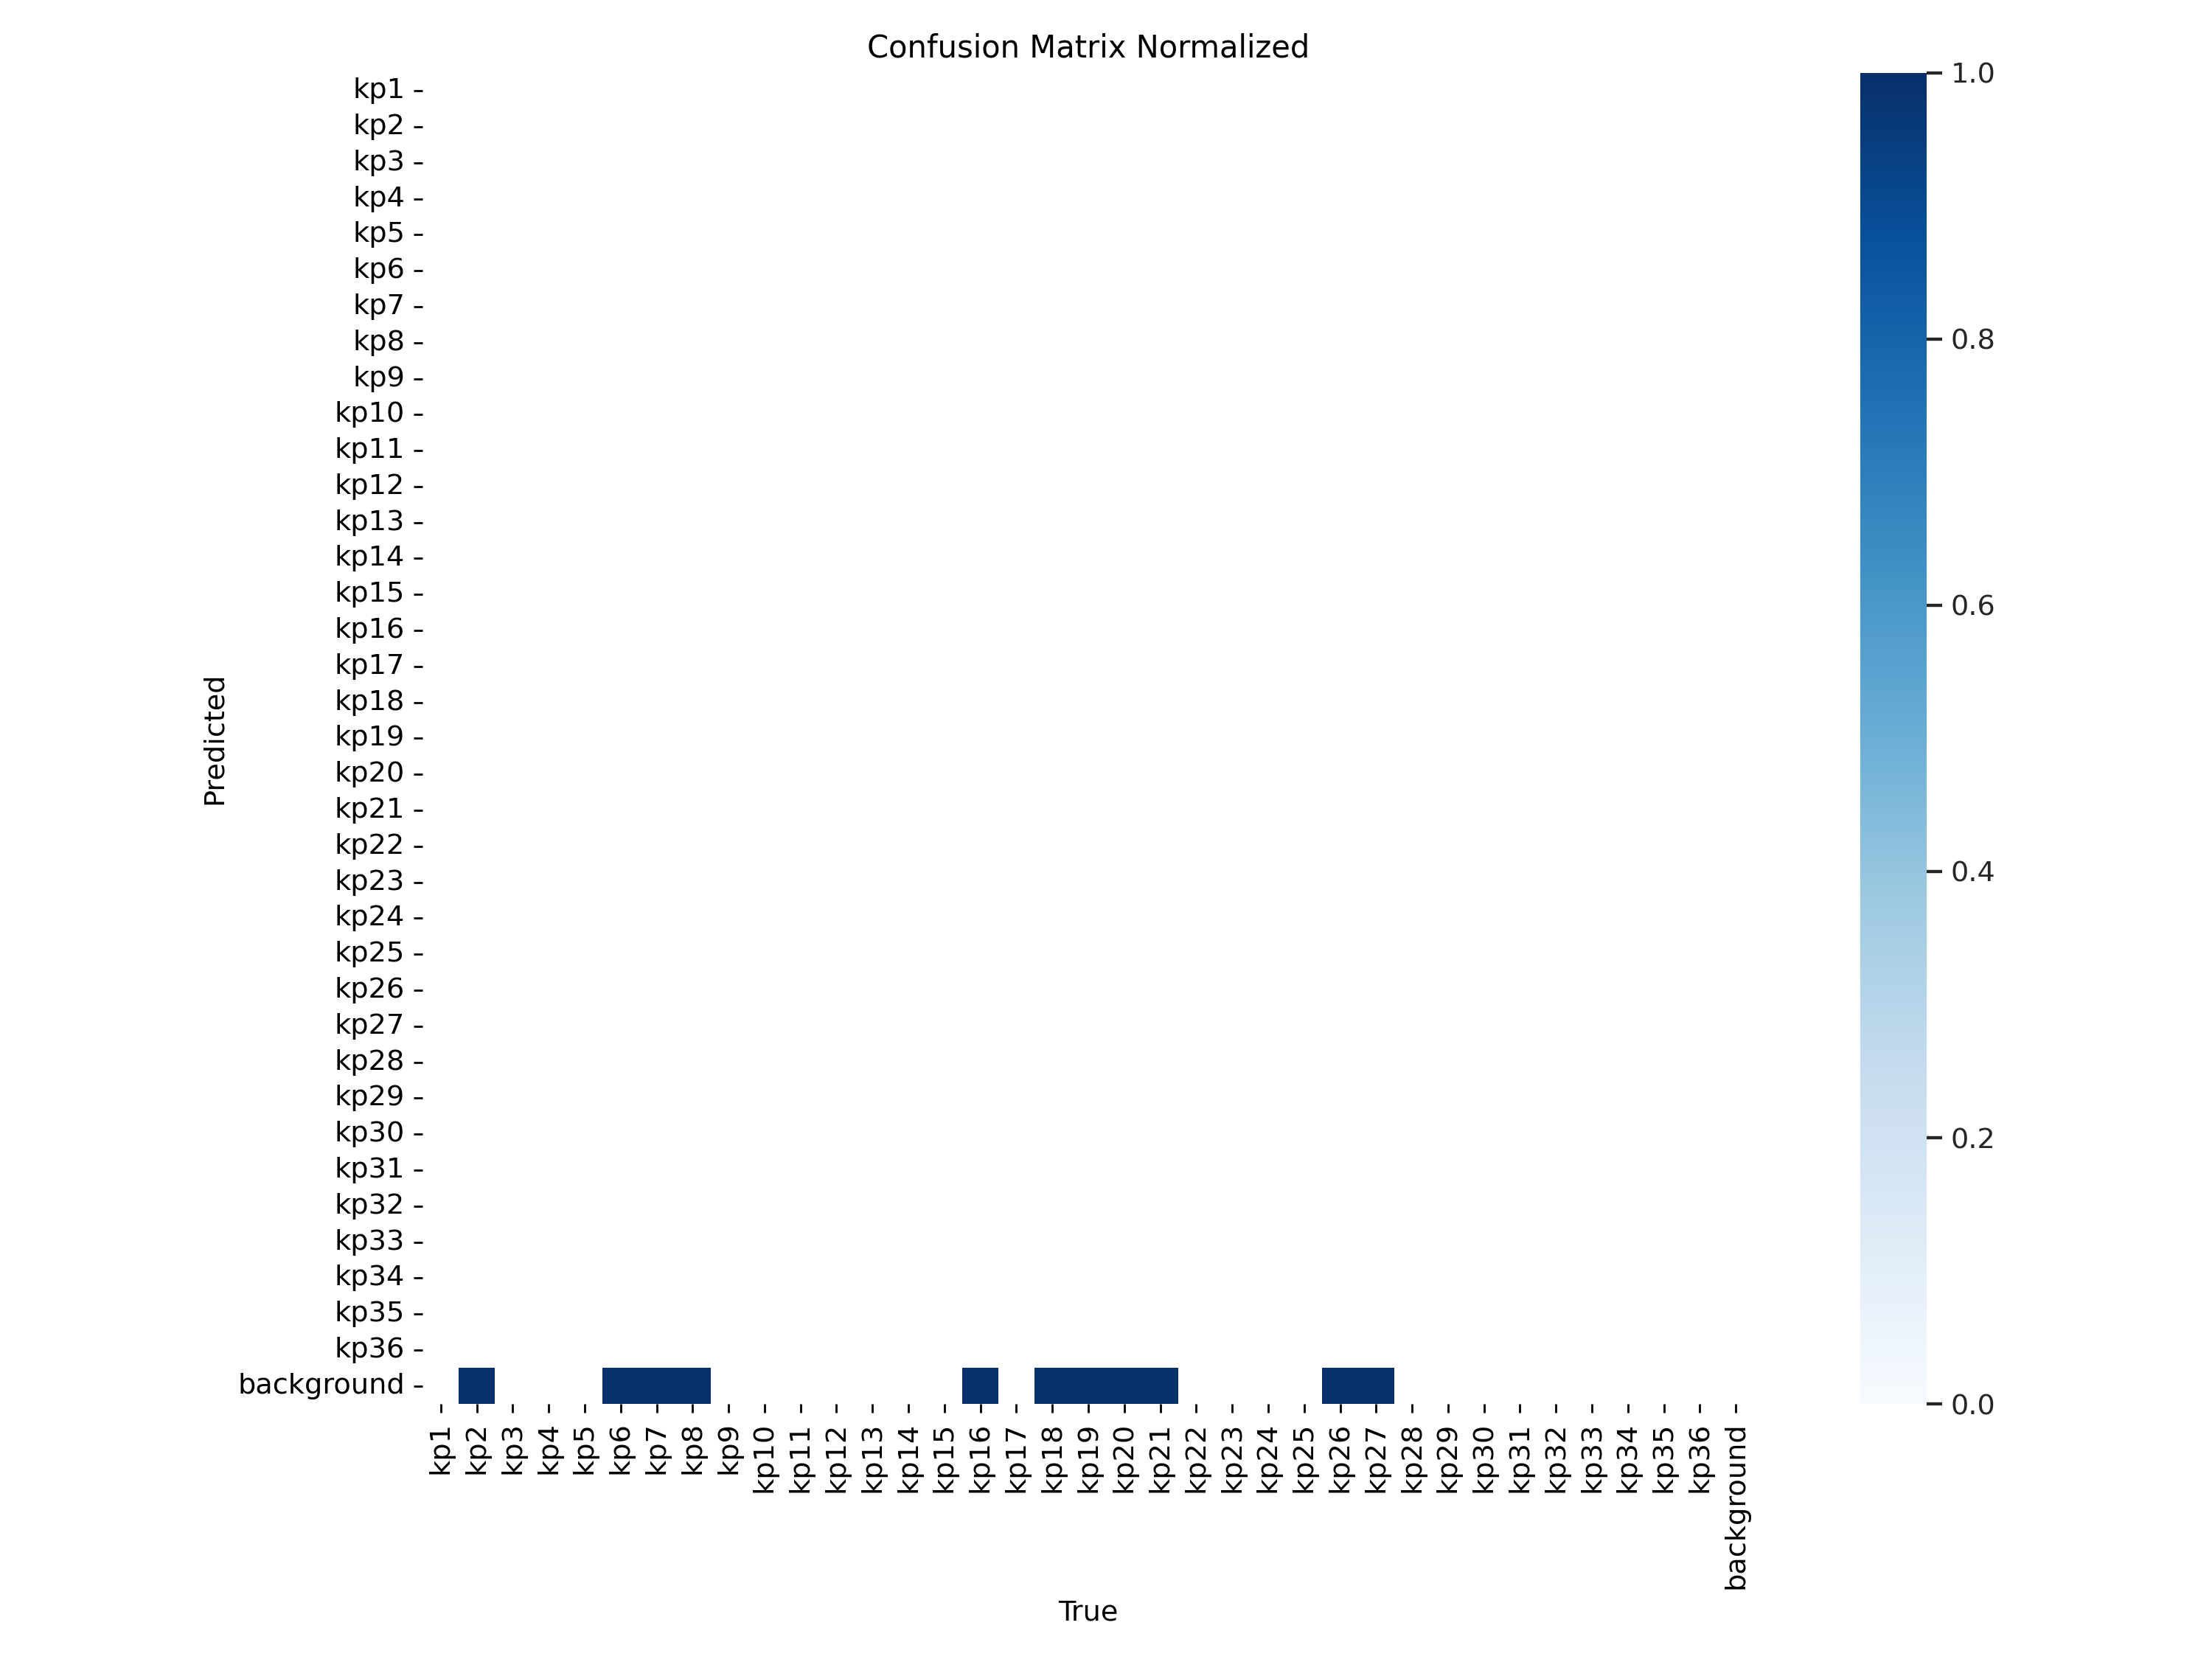 Confusion Matrix Normalized
kp1
kp2
kp3
kp4
kp5
kp6
kp7
kp8
kp9
kp10
kp11
kp12
kp13
kp14
kp15
kp16
kp17
kp18
kp19
kp20
kp21
kp22
kp23
kp24
kp25
kp26
kp27
kp28
kp29
kp30
kp31
kp32
kp33
kp34
kp35
kp36
background
Predicted
kp1 kp2 kp3 kp4 kp5 kp6 kp7 kp8 kp9 kp10 kp11 kp12 kp13 kp14 kp15 kp16 kp17 kp18 kp19 kp20 kp21 kp22 kp23 kp24 kp25 kp26 kp27 kp28 kp29 kp30 kp31 kp32 kp33 kp34 kp35 kp36 background
True
1.0
0.8
0.6
0.4
0.2
0.0